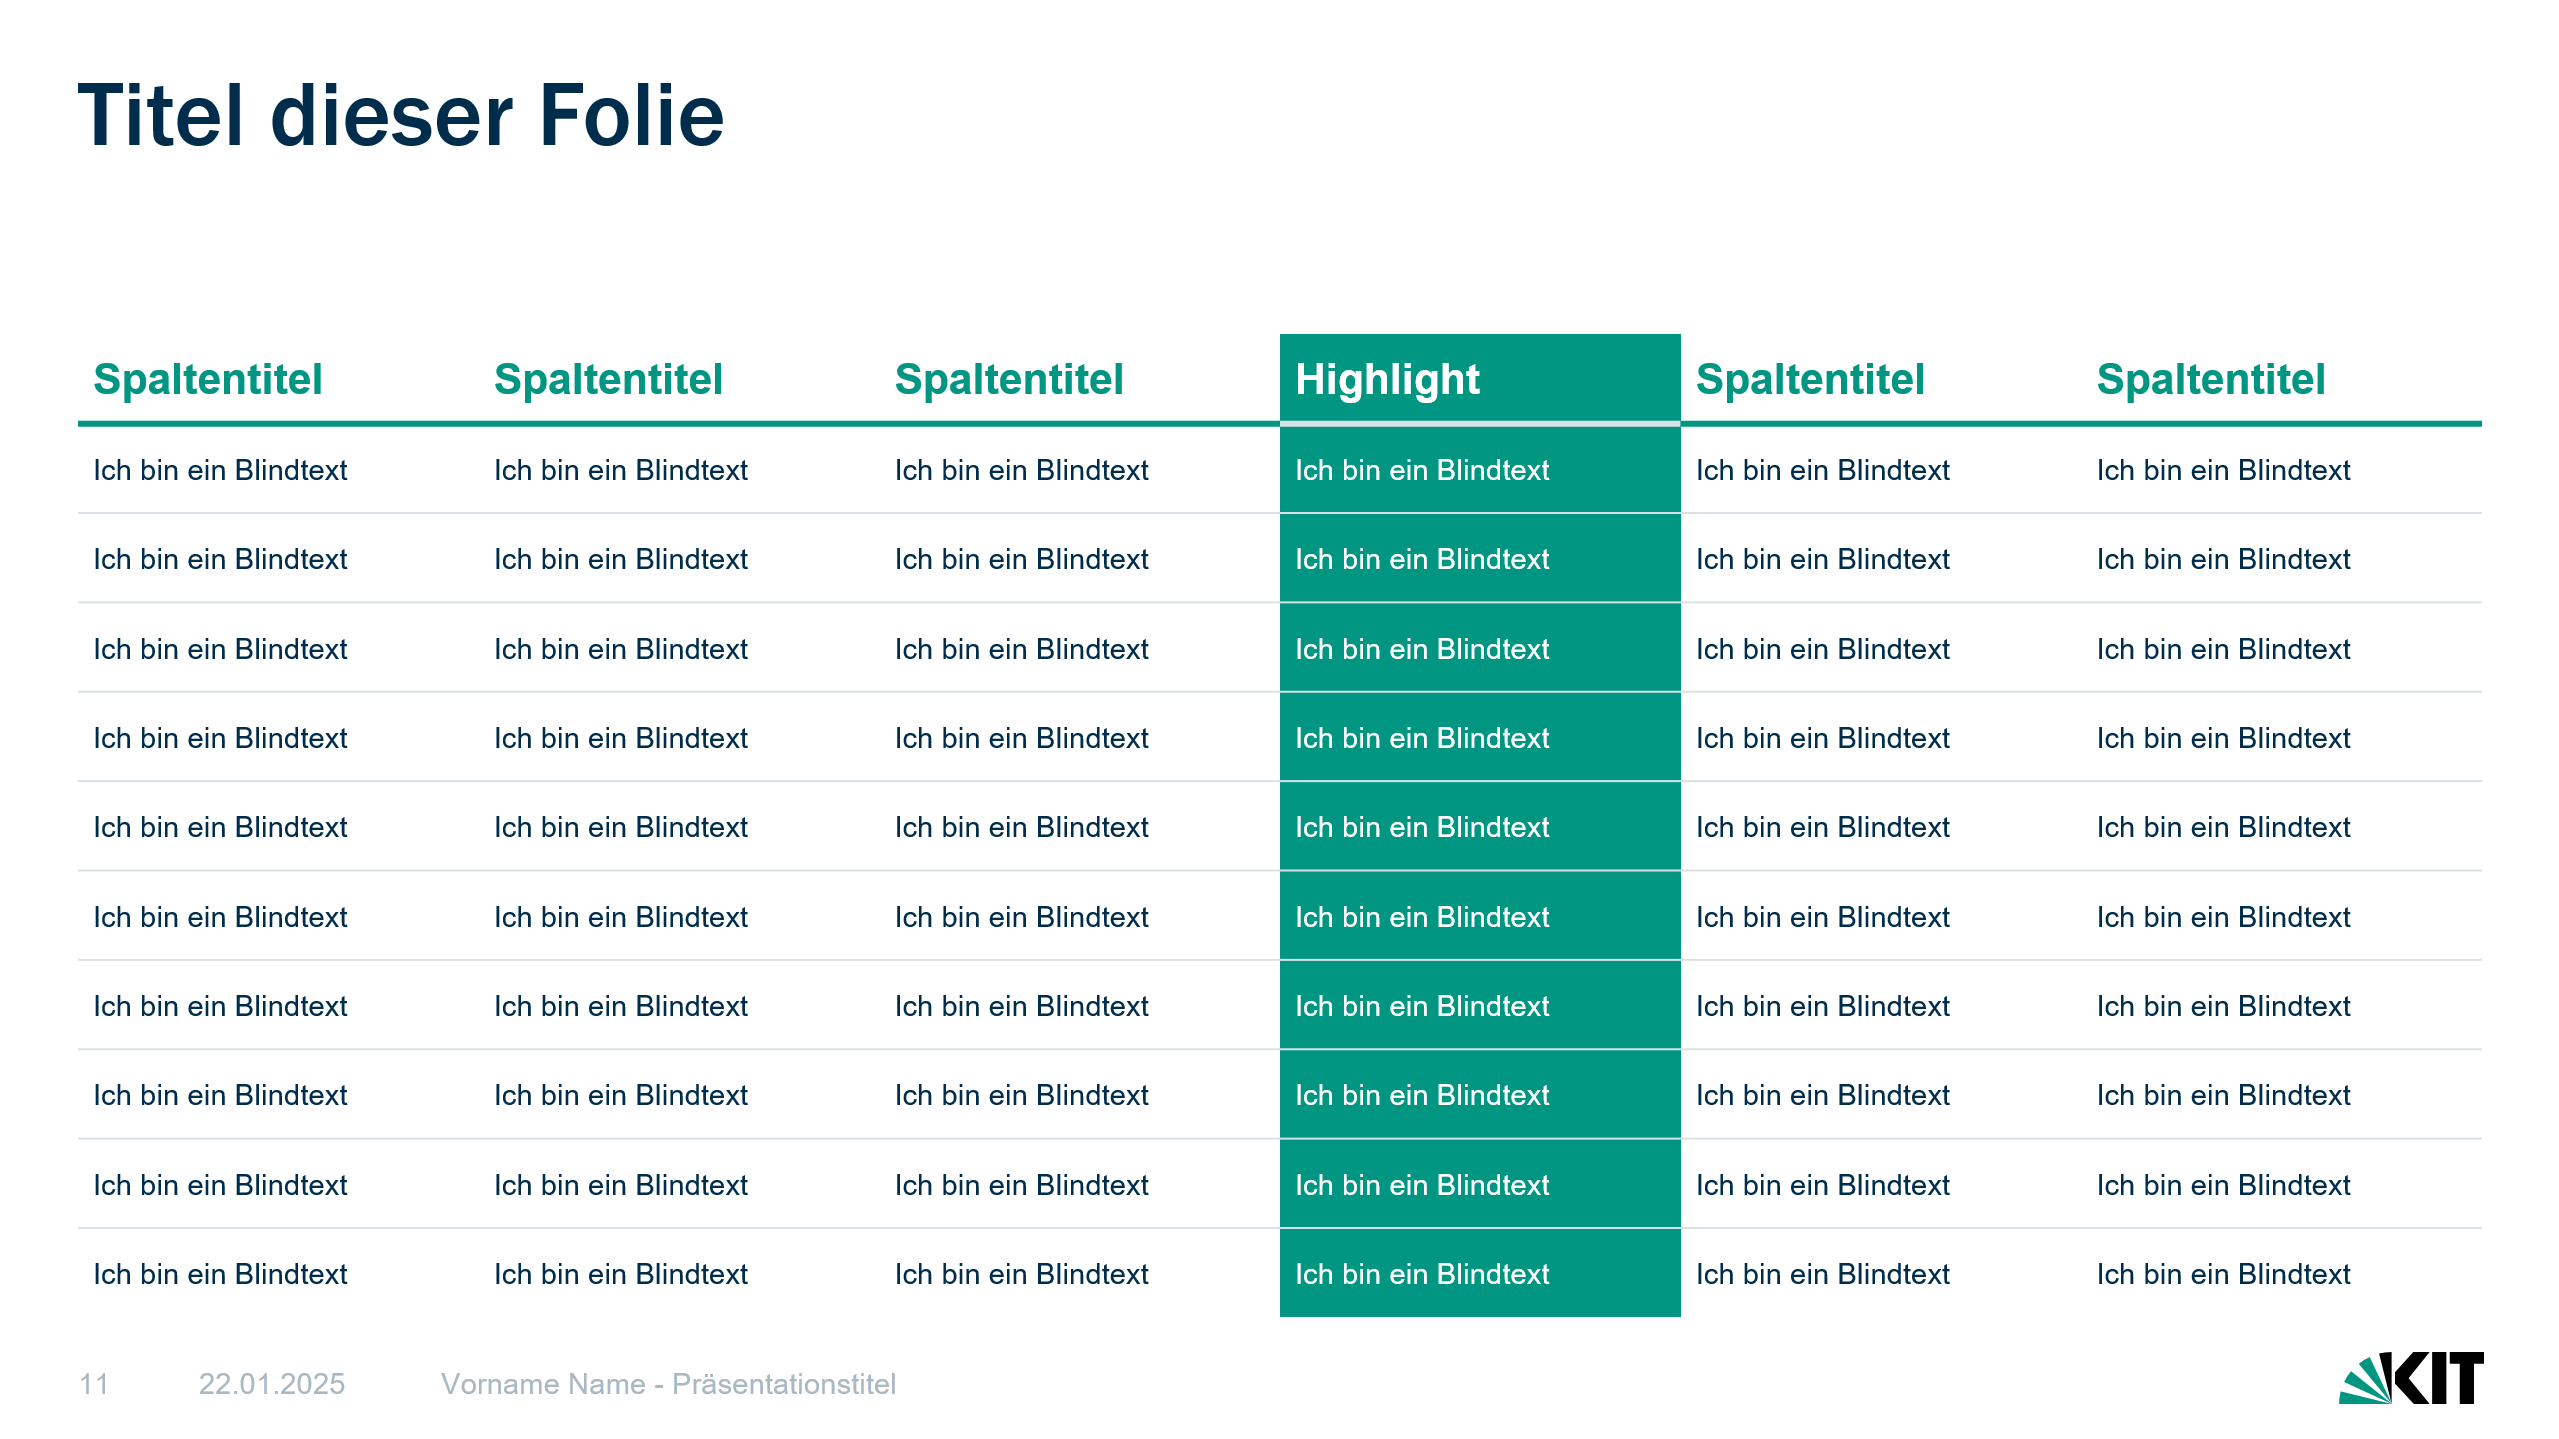 Titel dieser Folie
Spaltentitel Spaltentitel Spaltentitel Highlight Spaltentitel Spaltentitel
Ich bin ein Blindtext Ich bin ein Blindtext Ich bin ein Blindtext Ich bin ein Blindtext Ich bin ein Blindtext Ich bin ein Blindtext
Ich bin ein Blindtext Ich bin ein Blindtext Ich bin ein Blindtext Ich bin ein Blindtext Ich bin ein Blindtext Ich bin ein Blindtext
Ich bin ein Blindtext Ich bin ein Blindtext Ich bin ein Blindtext Ich bin ein Blindtext Ich bin ein Blindtext Ich bin ein Blindtext
Ich bin ein Blindtext Ich bin ein Blindtext Ich bin ein Blindtext Ich bin ein Blindtext Ich bin ein Blindtext Ich bin ein Blindtext
Ich bin ein Blindtext Ich bin ein Blindtext Ich bin ein Blindtext Ich bin ein Blindtext Ich bin ein Blindtext Ich bin ein Blindtext
Ich bin ein Blindtext Ich bin ein Blindtext Ich bin ein Blindtext Ich bin ein Blindtext Ich bin ein Blindtext Ich bin ein Blindtext
Ich bin ein Blindtext Ich bin ein Blindtext Ich bin ein Blindtext Ich bin ein Blindtext Ich bin ein Blindtext Ich bin ein Blindtext
Ich bin ein Blindtext Ich bin ein Blindtext Ich bin ein Blindtext Ich bin ein Blindtext Ich bin ein Blindtext Ich bin ein Blindtext
Ich bin ein Blindtext Ich bin ein Blindtext Ich bin ein Blindtext Ich bin ein Blindtext Ich bin ein Blindtext Ich bin ein Blindtext
Ich bin ein Blindtext Ich bin ein Blindtext Ich bin ein Blindtext Ich bin ein Blindtext Ich bin ein Blindtext Ich bin ein Blindtext
11 22.01.2025 Vorname Name - Präsentationstitel KIT